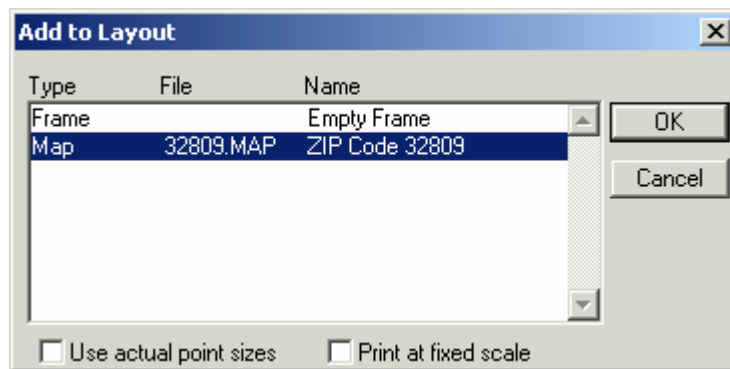 Add to Layout
Type File Name
Frame Empty Frame
Map 32809.MAP ZIP Code 32809
OK
Cancel
Use actual point sizes Print at fixed scale